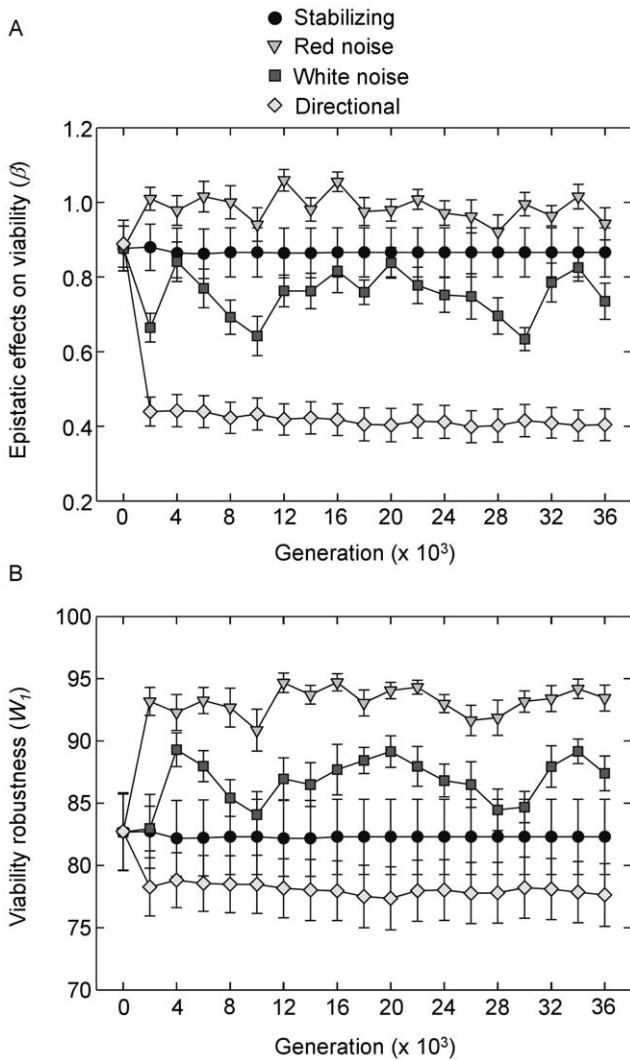 A
Stabilizing
Red noise
White noise
Directional
Epistatic effects on viability (β)
1.2
1.0
0.8
0.6
0.4
0.2
0 4 8 12 16 20 24 28 32 36
Generation (x 10³)
B
Viability robustness (W₁)
100
95
90
85
80
75
70
0 4 8 12 16 20 24 28 32 36
Generation (x 10³)